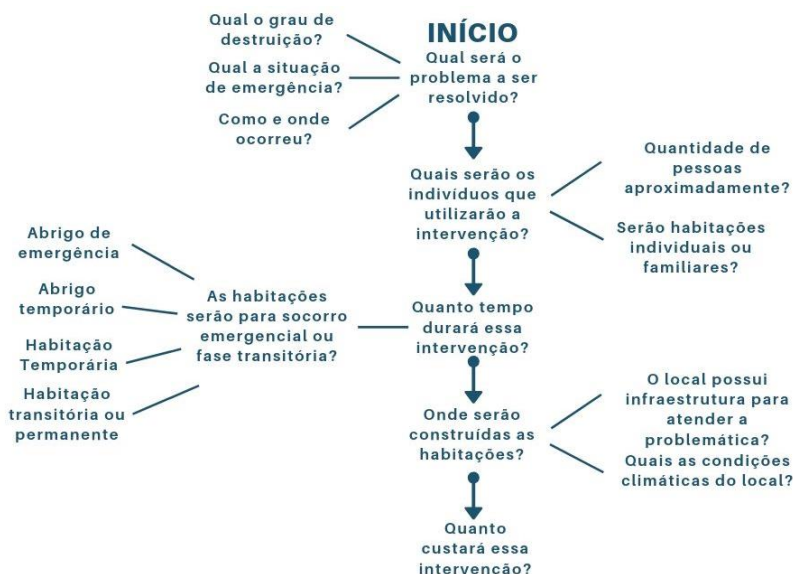 INÍCIO
Qual será o
problema a ser
resolvido?
Qual o grau de
destruição?
Qual a situação
de emergência?
Como e onde
ocorreu?
Quais serão os
indivíduos que
utilizarão a
intervenção?
Quantidade de
pessoas
aproximadamente?
Serão habitações
individuais ou
familiares?
Quanto tempo
durará essa
intervenção?
As habitações
serão para socorro
emergencial ou
fase transitória?
Abrigo de
emergência
Abrigo
temporário
Habitação
Temporária
Habitação
transitória ou
permanente
Onde serão
construídas as
habitações?
O local possui
infraestrutura para
atender a
problemática?
Quais as condições
climáticas do local?
Quanto
custará essa
intervenção?